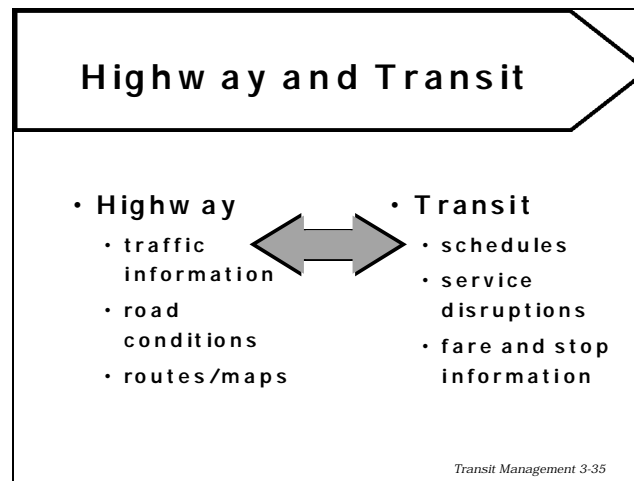 Highway and Transit
• Highway
• traffic
information
• road
conditions
• routes/maps
• Transit
• schedules
• service
disruptions
• fare and stop
information
Transit Management 3-35